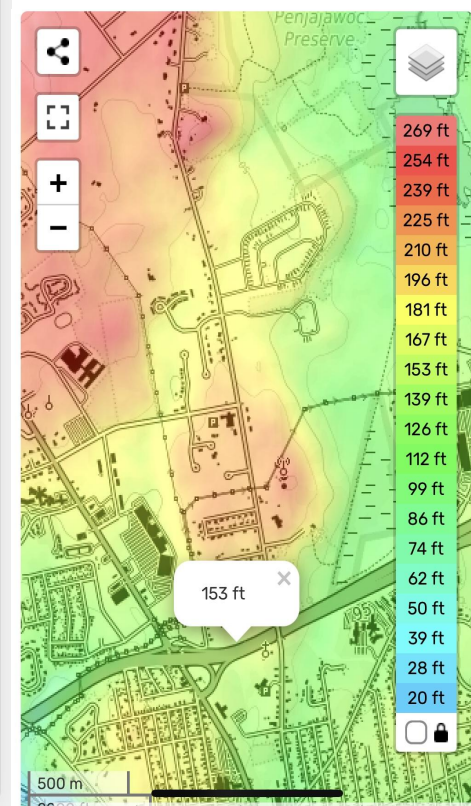 Penjajawoc
Preserve
+
−
269 ft
254 ft
239 ft
225 ft
210 ft
196 ft
181 ft
167 ft
153 ft
139 ft
126 ft
112 ft
99 ft
86 ft
74 ft
62 ft
50 ft
39 ft
28 ft
20 ft
P
P
153 ft
×
I 95
P
500 m